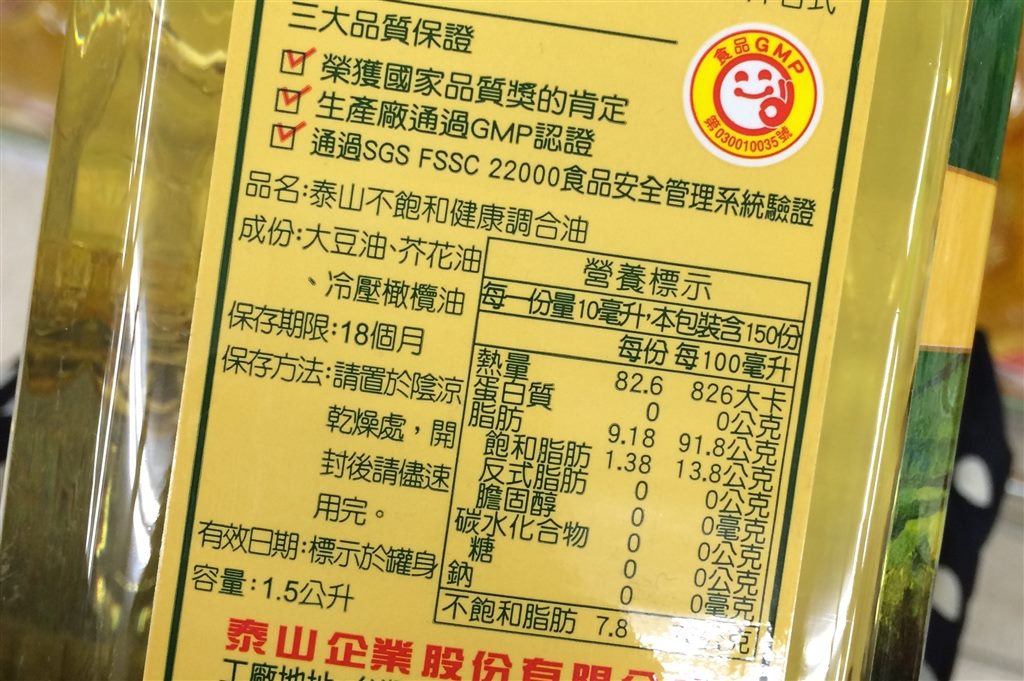 三大品質保證
榮獲國家品質獎的肯定
生產廠通過GMP認證
通過SGS FSSC 22000食品安全管理系統驗證
食品GMP
第030010035號
品名:泰山不飽和健康調合油
成份:大豆油、芥花油
、冷壓橄欖油
保存期限:18個月
保存方法:請置於陰涼
乾燥處,開
封後請儘速
用完。
有效日期:標示於罐身
容量:1.5公升
營養標示
每一份量10毫升,本包裝含150份
每份 每100毫升
熱量 82.6 826大卡
蛋白質 0 0公克
脂肪 9.18 91.8公克
飽和脂肪 1.38 13.8公克
反式脂肪 0 0公克
膽固醇 0 0毫克
碳水化合物 0 0公克
糖 0 0公克
鈉 0 0毫克
不飽和脂肪 7.8 公克
泰山企業股份有限公
工廠地址